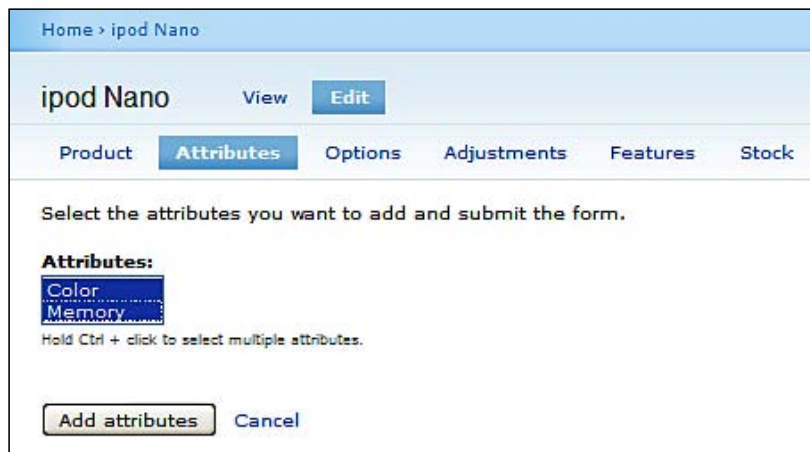 Home › ipod Nano
ipod Nano View Edit
Product Attributes Options Adjustments Features Stock
Select the attributes you want to add and submit the form.
Attributes:
Color
Memory
Hold Ctrl + click to select multiple attributes.
Add attributes Cancel